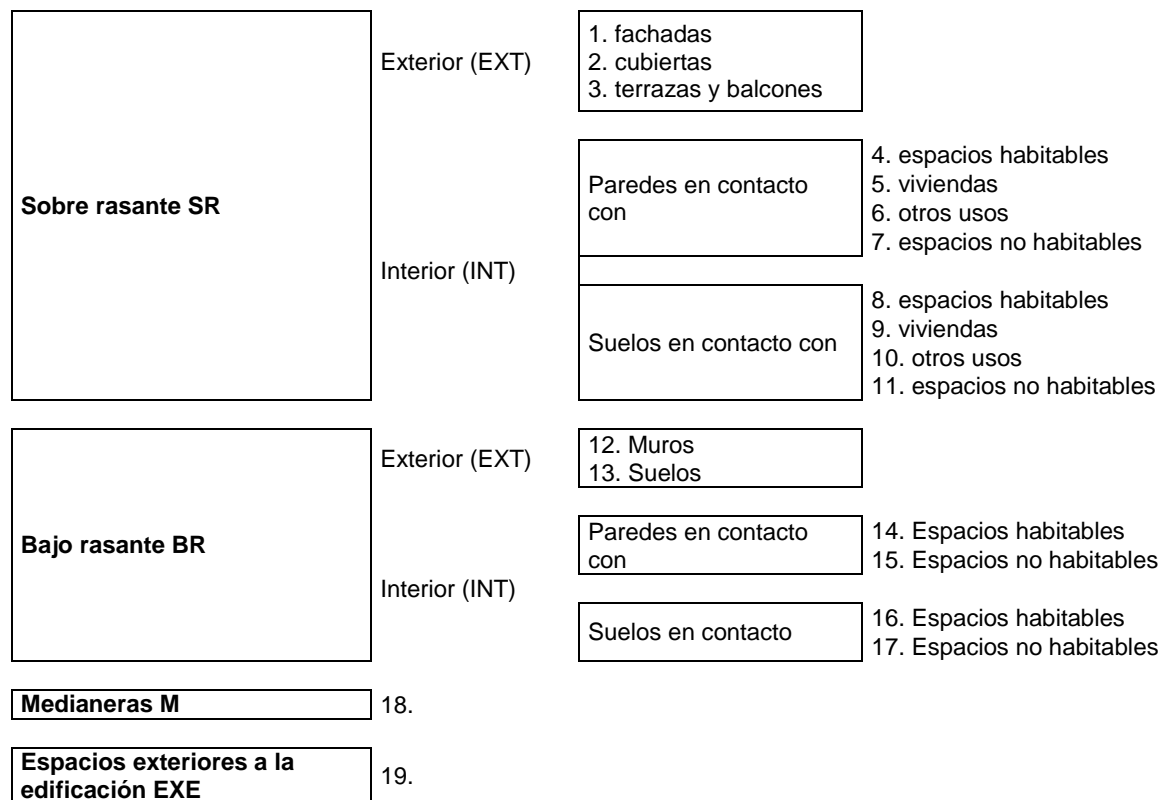 Sobre rasante SR
Exterior (EXT)
1. fachadas
2. cubiertas
3. terrazas y balcones
Interior (INT)
Paredes en contacto
con
4. espacios habitables
5. viviendas
6. otros usos
7. espacios no habitables
Suelos en contacto con
8. espacios habitables
9. viviendas
10. otros usos
11. espacios no habitables
Bajo rasante BR
Exterior (EXT)
12. Muros
13. Suelos
Interior (INT)
Paredes en contacto
con
14. Espacios habitables
15. Espacios no habitables
Suelos en contacto
16. Espacios habitables
17. Espacios no habitables
Medianeras M
18.
Espacios exteriores a la
edificación EXE
19.